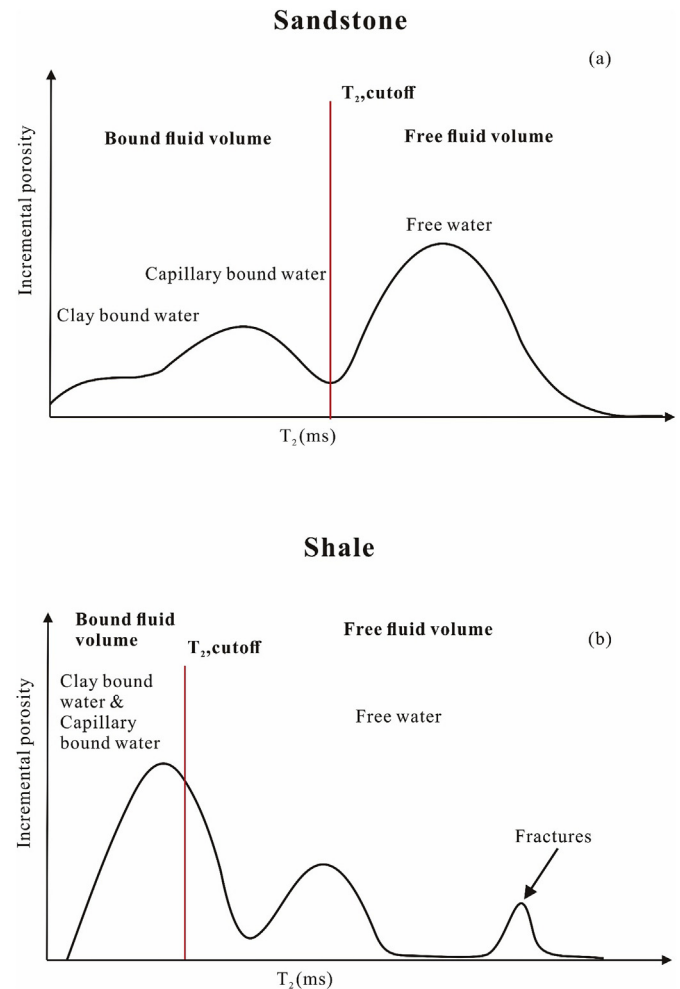 Sandstone
(a)
T₂,cutoff
Bound fluid volume
Free fluid volume
Free water
Capillary bound water
Clay bound water
Incremental porosity
T₂(ms)
Shale
Bound fluid
volume
T₂,cutoff
Free fluid volume
(b)
Clay bound
water &
Capillary
bound water
Free water
Fractures
Incremental porosity
T₂(ms)